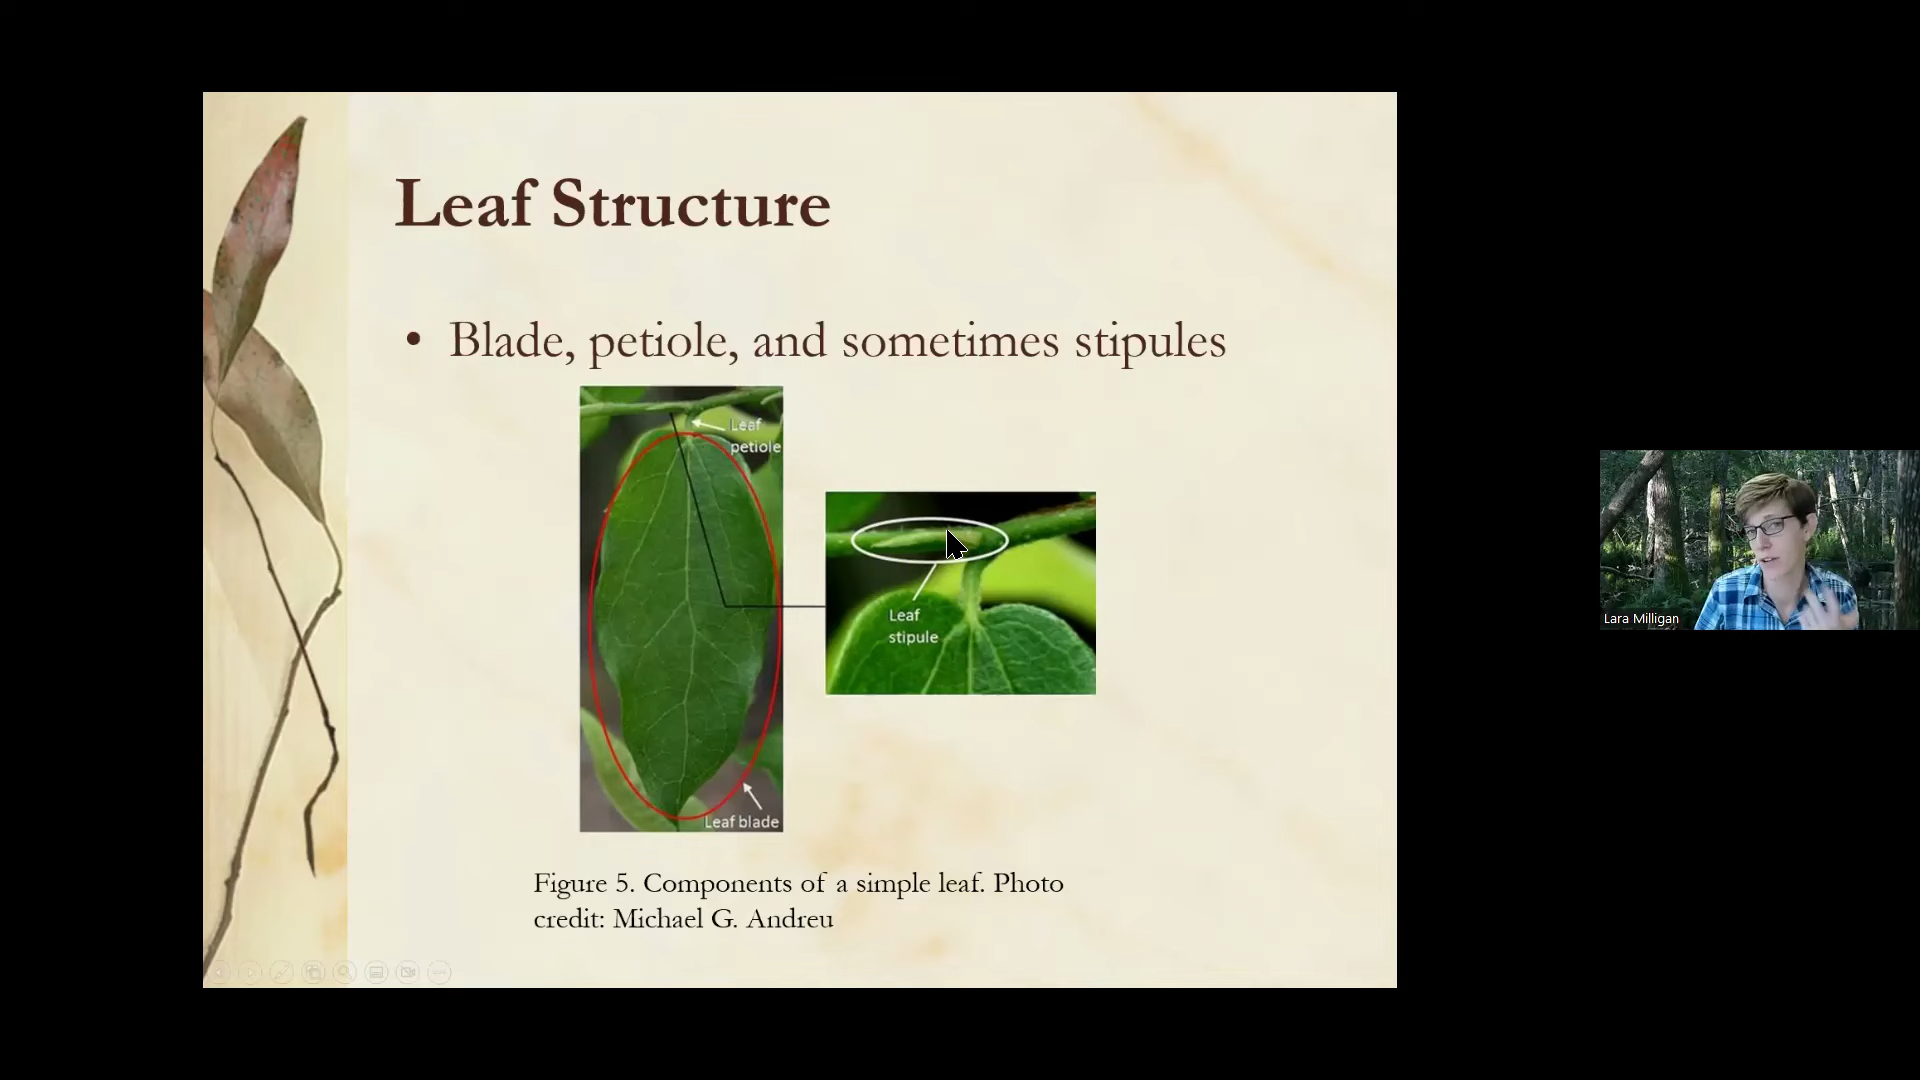 Leaf Structure
• Blade, petiole, and sometimes stipules
Leaf
petiole
Leaf
stipule
Leaf blade
Figure 5. Components of a simple leaf. Photo
credit: Michael G. Andreu
Lara Milligan